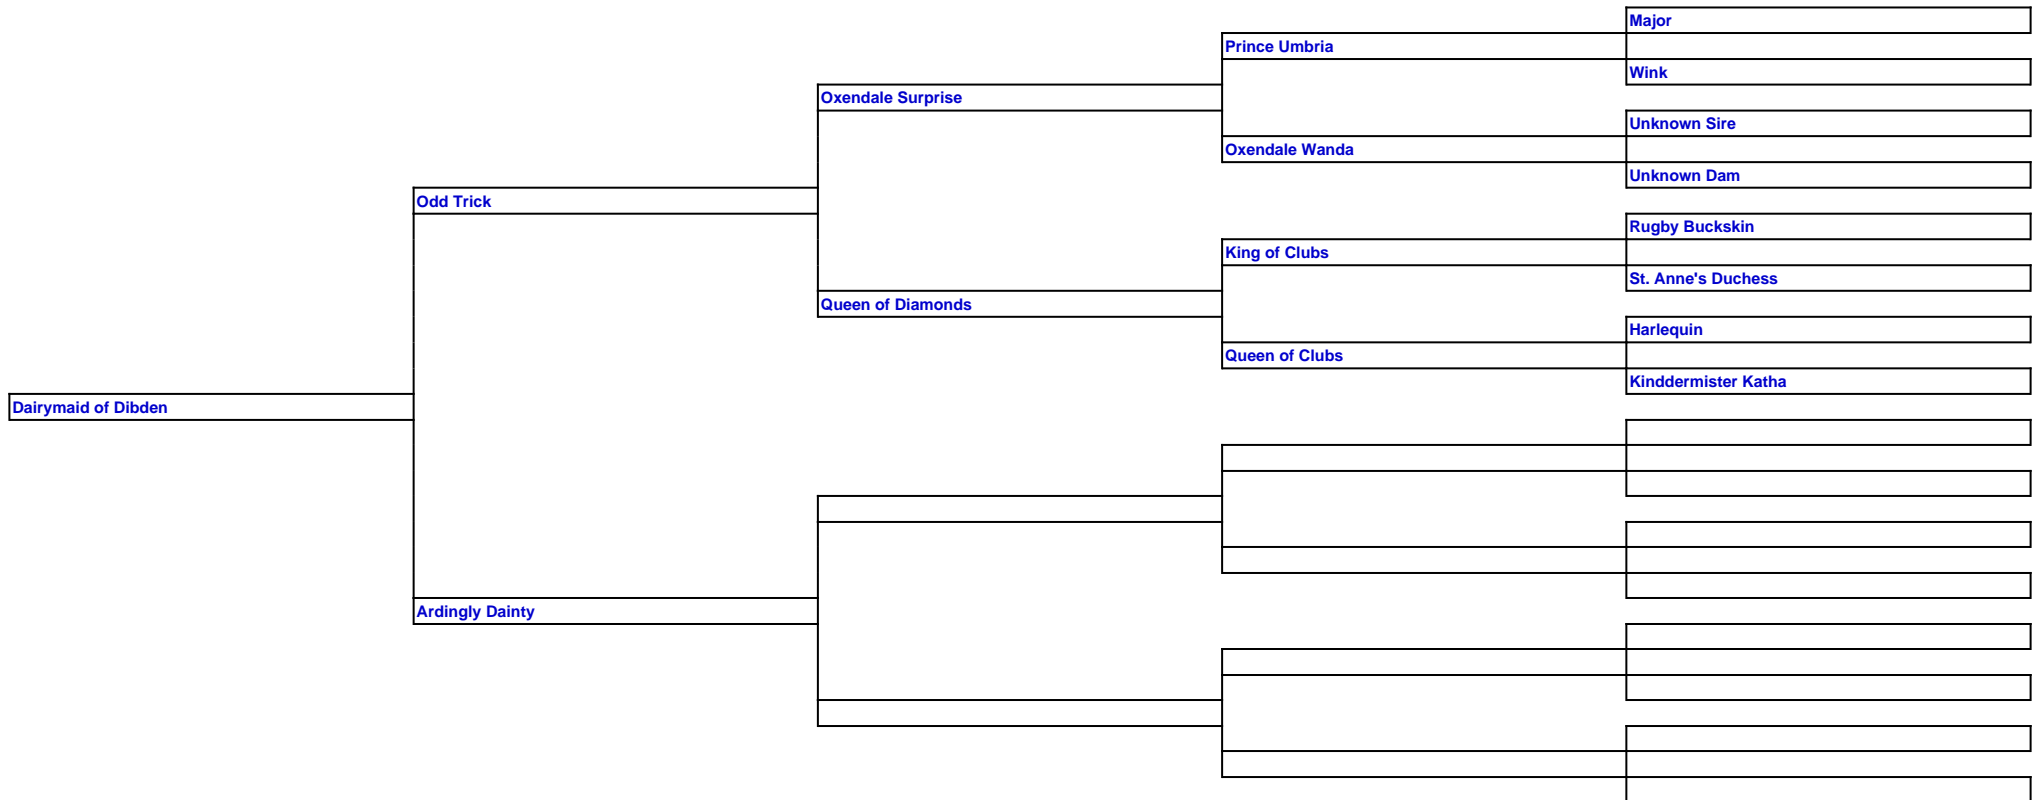 Major
Prince Umbria
Wink
Oxendale Surprise
Unknown Sire
Oxendale Wanda
Unknown Dam
Odd Trick
Rugby Buckskin
King of Clubs
St. Anne's Duchess
Queen of Diamonds
Harlequin
Queen of Clubs
Kinddermister Katha
Dairymaid of Dibden
Ardingly Dainty